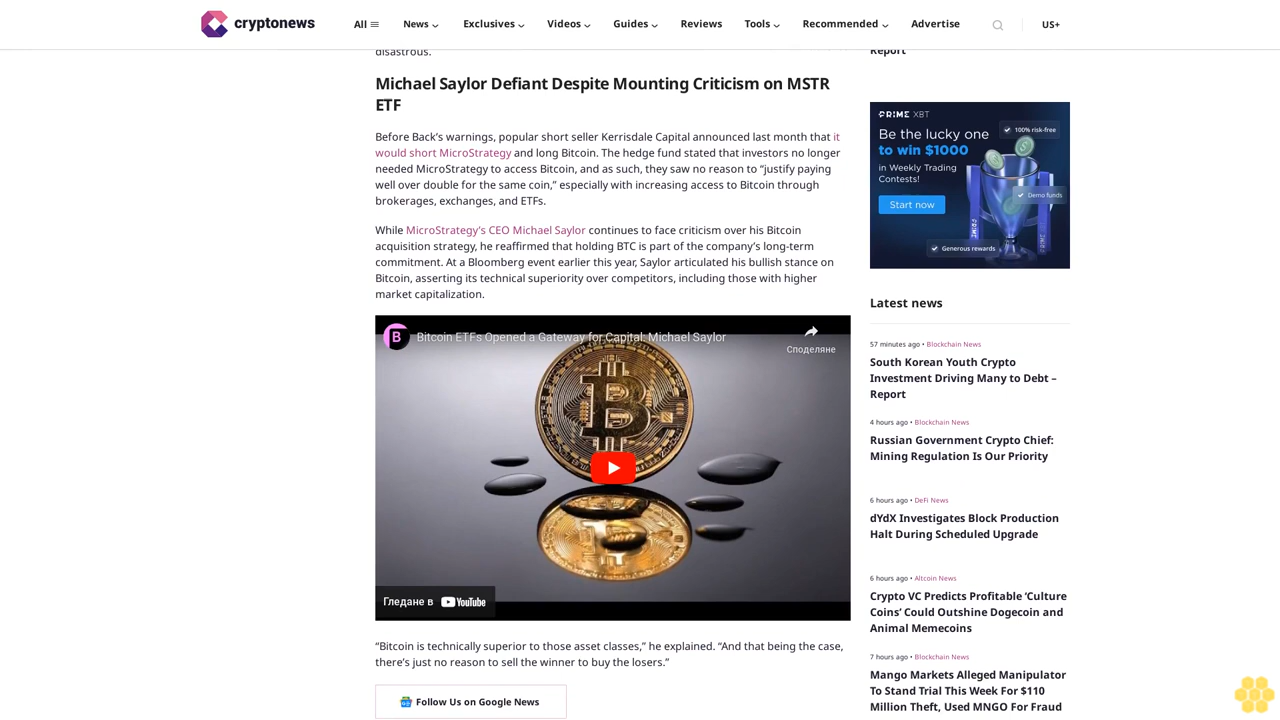 cryptonews
All
News
Exclusives
Videos
Guides
Reviews
Tools
Recommended
Advertise
US+
disastrous.
Michael Saylor Defiant Despite Mounting Criticism on MSTR
ETF
Before Back’s warnings, popular short seller Kerrisdale Capital announced last month that it
would short MicroStrategy and long Bitcoin. The hedge fund stated that investors no longer
needed MicroStrategy to access Bitcoin, and as such, they saw no reason to “justify paying
well over double for the same coin,” especially with increasing access to Bitcoin through
brokerages, exchanges, and ETFs.
While MicroStrategy’s CEO Michael Saylor continues to face criticism over his Bitcoin
acquisition strategy, he reaffirmed that holding BTC is part of the company’s long-term
commitment. At a Bloomberg event earlier this year, Saylor articulated his bullish stance on
Bitcoin, asserting its technical superiority over competitors, including those with higher
market capitalization.
B
Bitcoin ETFs Opened a Gateway for Capital: Michael Saylor
Споделяне
Гледане в YouTube
“Bitcoin is technically superior to those asset classes,” he explained. “And that being the case,
there’s just no reason to sell the winner to buy the losers.”
Follow Us on Google News
Report
PRIME XBT
100% risk-free
Be the lucky one
to win $1000
in Weekly Trading
Contests!
Demo funds
Start now
Generous rewards
Latest news
57 minutes ago • Blockchain News
South Korean Youth Crypto
Investment Driving Many to Debt –
Report
4 hours ago • Blockchain News
Russian Government Crypto Chief:
Mining Regulation Is Our Priority
6 hours ago • DeFi News
dYdX Investigates Block Production
Halt During Scheduled Upgrade
6 hours ago • Altcoin News
Crypto VC Predicts Profitable ‘Culture
Coins’ Could Outshine Dogecoin and
Animal Memecoins
7 hours ago • Blockchain News
Mango Markets Alleged Manipulator
To Stand Trial This Week For $110
Million Theft, Used MNGO For Fraud